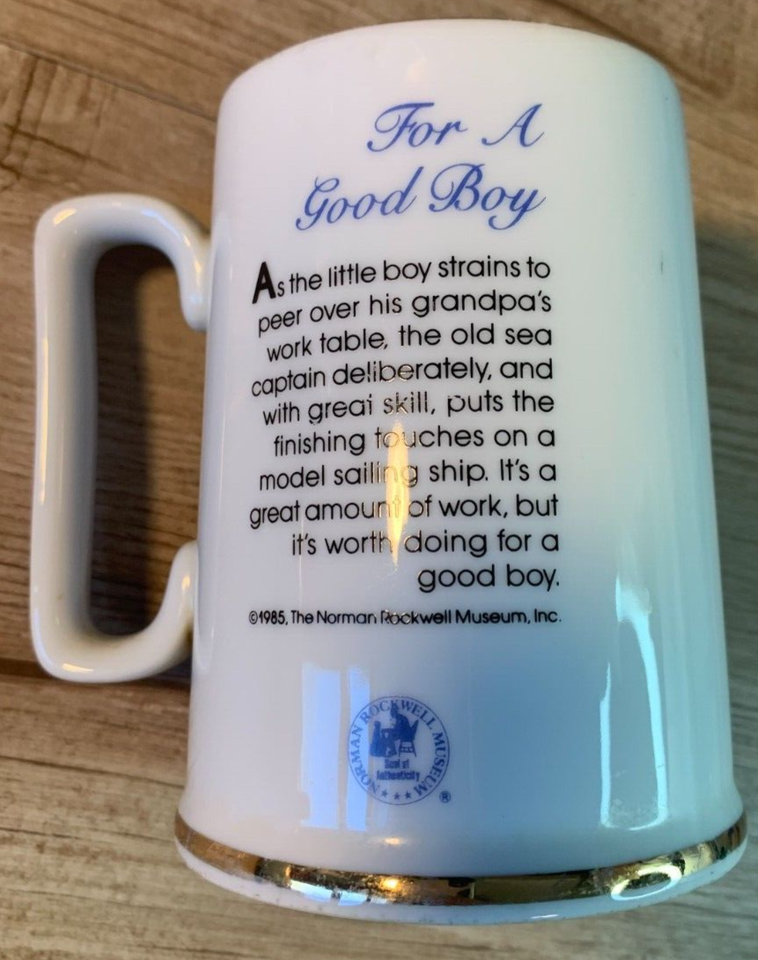 For A
Good Boy
As the little boy strains to
peer over his grandpa's
work table, the old sea
captain deliberately, and
with great skill, puts the
finishing touches on a
model sailing ship. It's a
great amount of work, but
it's worth doing for a
good boy.
©1985, The Norman Rockwell Museum, Inc.
NORMAN ROCKWELL MUSEUM
Seal of
Authenticity
®